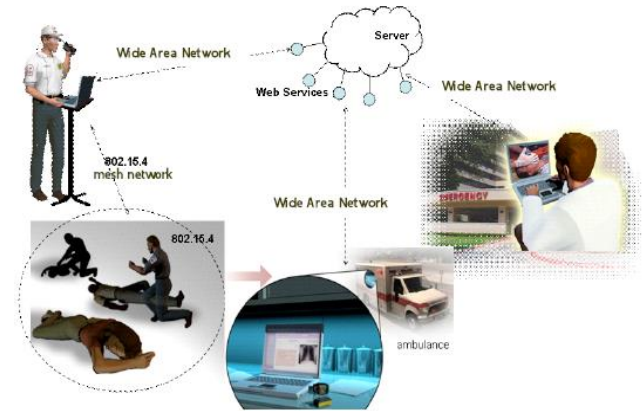 Wide Area Network
Server
Web Services
Wide Area Network
802.15.4
mesh network
Wide Area Network
802.15.4
EMERGENCY
ambulance